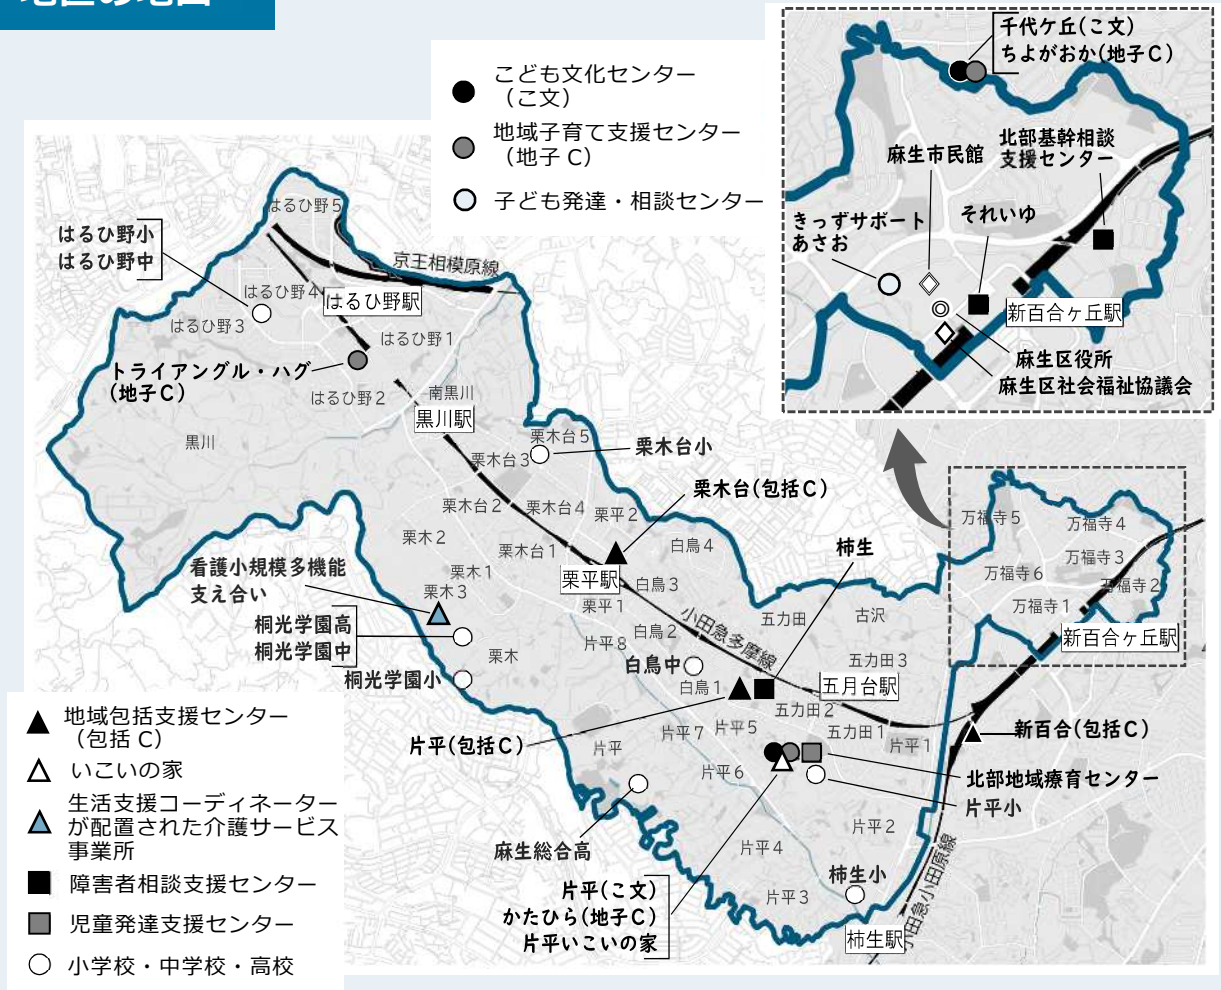 地区の地図
こども文化センター
（こ文）
地域子育て支援センター
（地子 C）
子ども発達・相談センター
千代ケ丘(こ文)
ちよがおか(地子C)
麻生市民館
北部基幹相談
支援センター
きっずサポート
あさお
それいゆ
新百合ヶ丘駅
麻生区役所
麻生区社会福祉協議会
はるひ野小
はるひ野中
はるひ野5
京王相模原線
はるひ野4
はるひ野駅
はるひ野3
はるひ野1
トライアングル・ハグ
(地子C)
はるひ野2
南黒川
黒川駅
黒川
栗木台5
栗木台小
栗木台3
栗木台(包括C)
栗木台2
栗木台4
栗平2
栗木2
栗木台1
白鳥4
柿生
万福寺5
万福寺4
万福寺3
万福寺6
万福寺2
万福寺1
新百合ヶ丘駅
看護小規模多機能
支え合い
栗木1
栗木3
栗平駅
白鳥3
栗平1
小田急多摩線
五力田
古沢
桐光学園高
桐光学園中
片平8
白鳥2
栗木
白鳥中
五力田3
桐光学園小
白鳥1
五月台駅
五力田2
片平(包括C)
片平7
片平5
五力田1
片平1
新百合(包括C)
片平
片平6
北部地域療育センター
片平小
麻生総合高
片平4
片平2
小田急小田原線
片平(こ文)
かたひら(地子C)
片平いこいの家
片平3
柿生小
柿生駅
地域包括支援センター
（包括 C）
いこいの家
生活支援コーディネーター
が配置された介護サービス
事業所
障害者相談支援センター
児童発達支援センター
小学校・中学校・高校